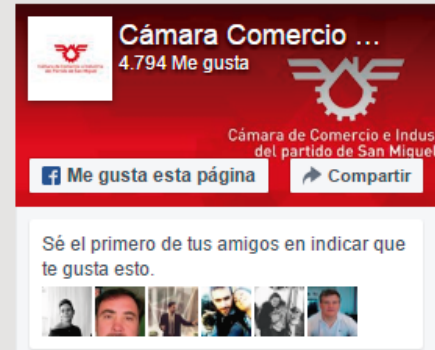 Cámara Comercio ...
4.794 Me gusta
Cámara de Comercio e Indus
del partido de San Miguel
Me gusta esta página
Compartir
Sé el primero de tus amigos en indicar que
te gusta esto.